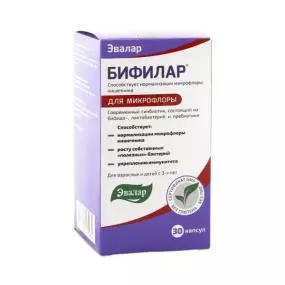 Эвалар
БИФИЛАР®
Способствует нормализации микрофлоры
кишечника
ДЛЯ МИКРОФЛОРЫ
Современный синбиотик, состоящий из
бифидо-, лактобактерий и пребиотика
Способствует:
нормализации микрофлоры
кишечника
росту собственных
«полезных» бактерий
укреплению иммунитета
Для взрослых и детей с 3-х лет
Эвалар
30 капсул